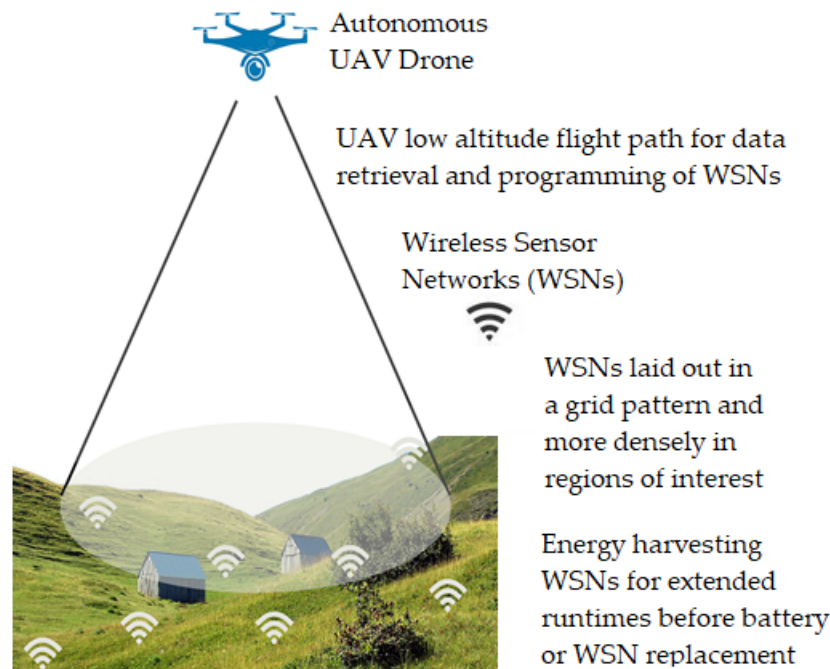 Autonomous
UAV Drone
UAV low altitude flight path for data
retrieval and programming of WSNs
Wireless Sensor
Networks (WSNs)
WSNs laid out in
a grid pattern and
more densely in
regions of interest
Energy harvesting
WSNs for extended
runtimes before battery
or WSN replacement